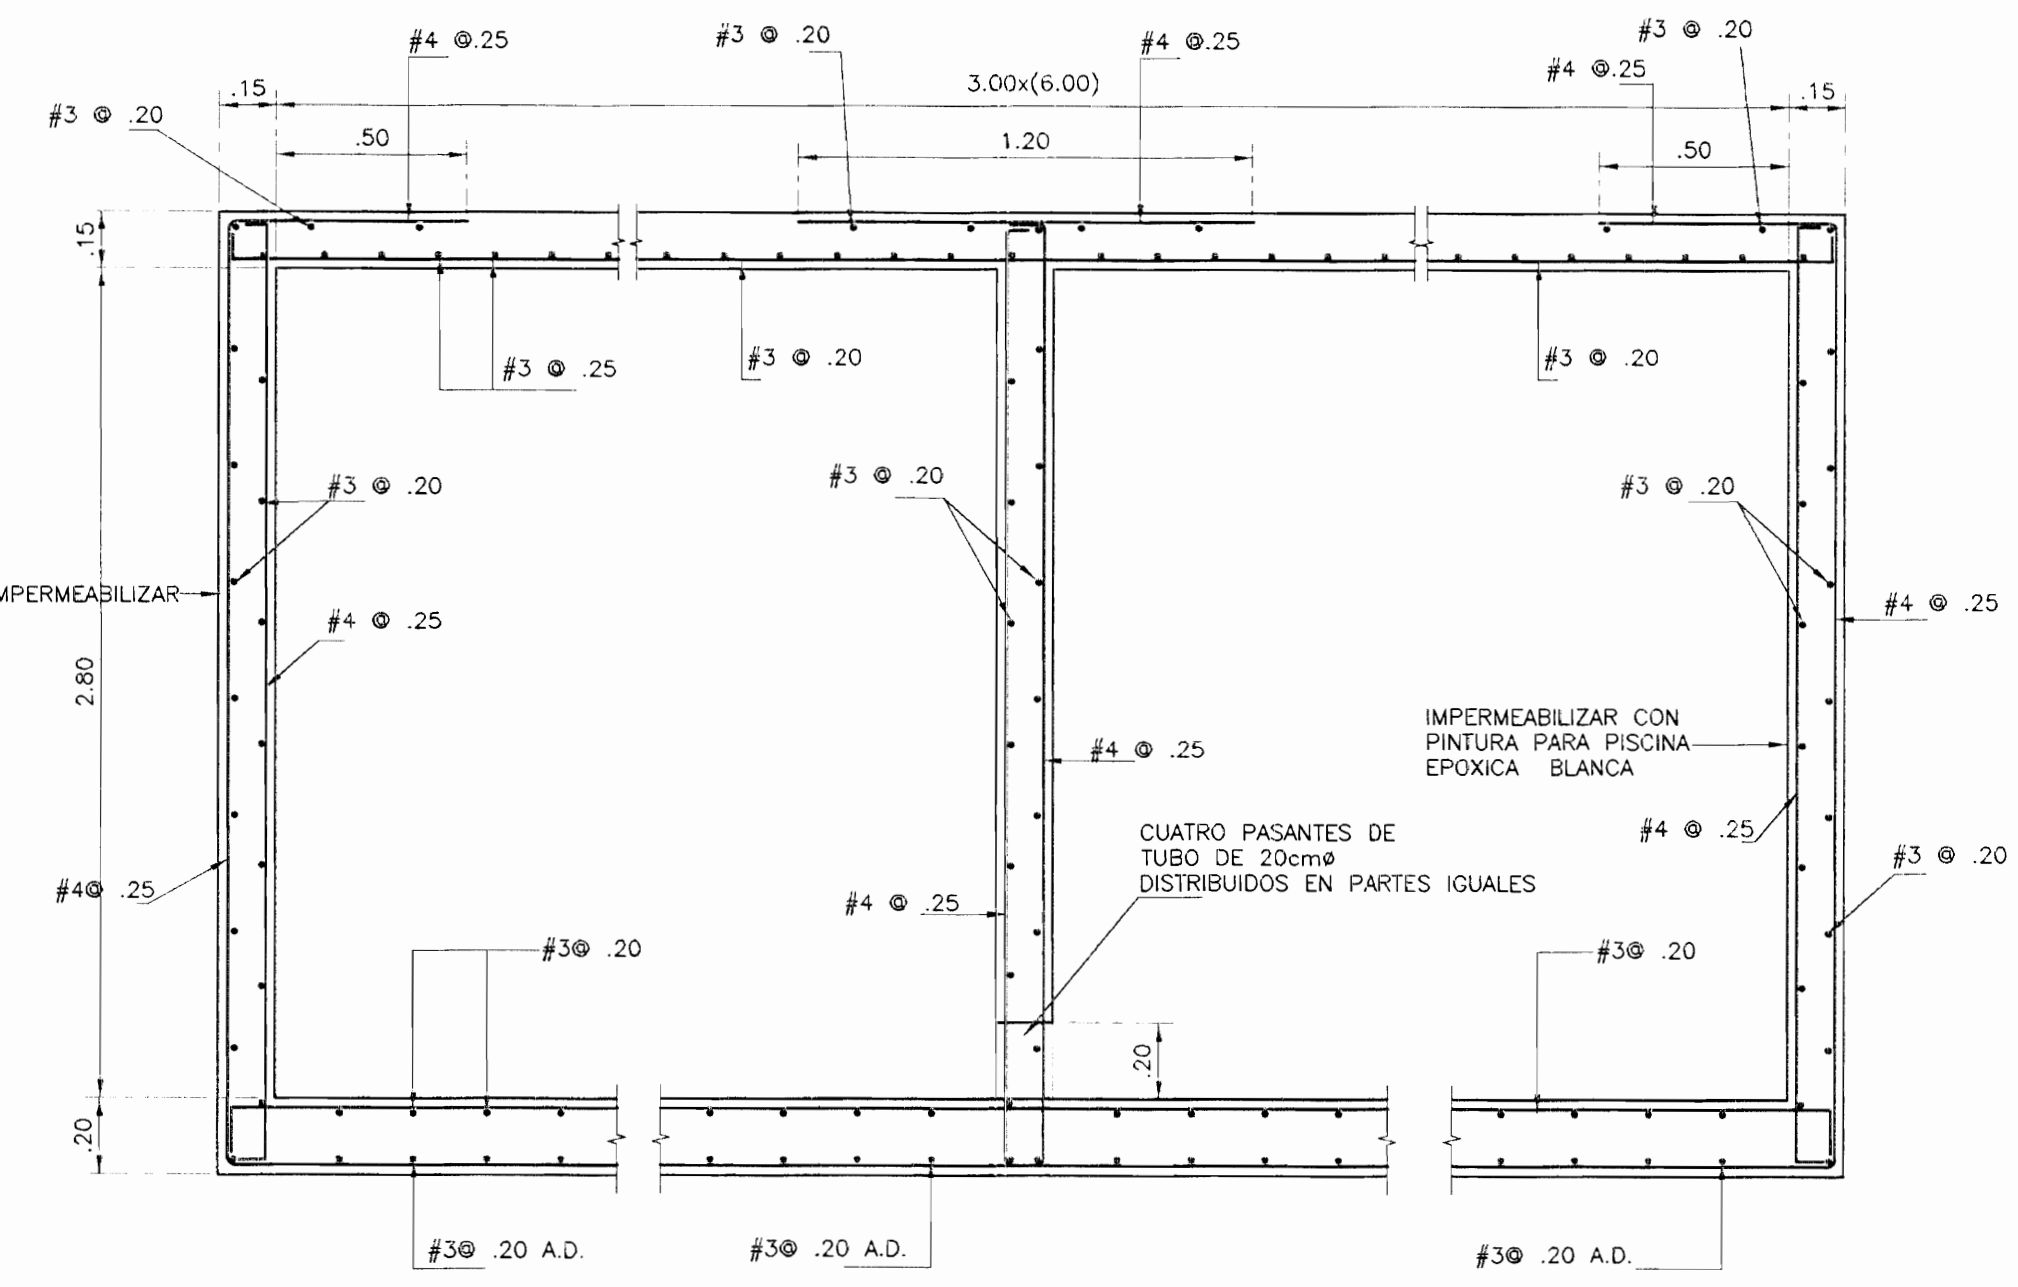 #4 @.25
#3 @ .20
#4 @.25
#3 @ .20
#4 @.25
3.00x(6.00)
.15
.15
#3 @ .20
.50
1.20
.50
.15
#3 @ .25
#3 @ .20
#3 @ .20
#3 @ .20
#3 @ .20
#3 @ .20
MPERMEABILIZAR
#4 @ .25
#4 @ .25
2.80
IMPERMEABILIZAR CON
PINTURA PARA PISCINA
EPOXICA BLANCA
#4 @ .25
#4 @ .25
CUATRO PASANTES DE
TUBO DE 20cmø
DISTRIBUIDOS EN PARTES IGUALES
#3 @ .20
#4@ .25
#4 @ .25
#3@ .20
#3@ .20
.20
.20
#3@ .20 A.D.
#3@ .20 A.D.
#3@ .20 A.D.